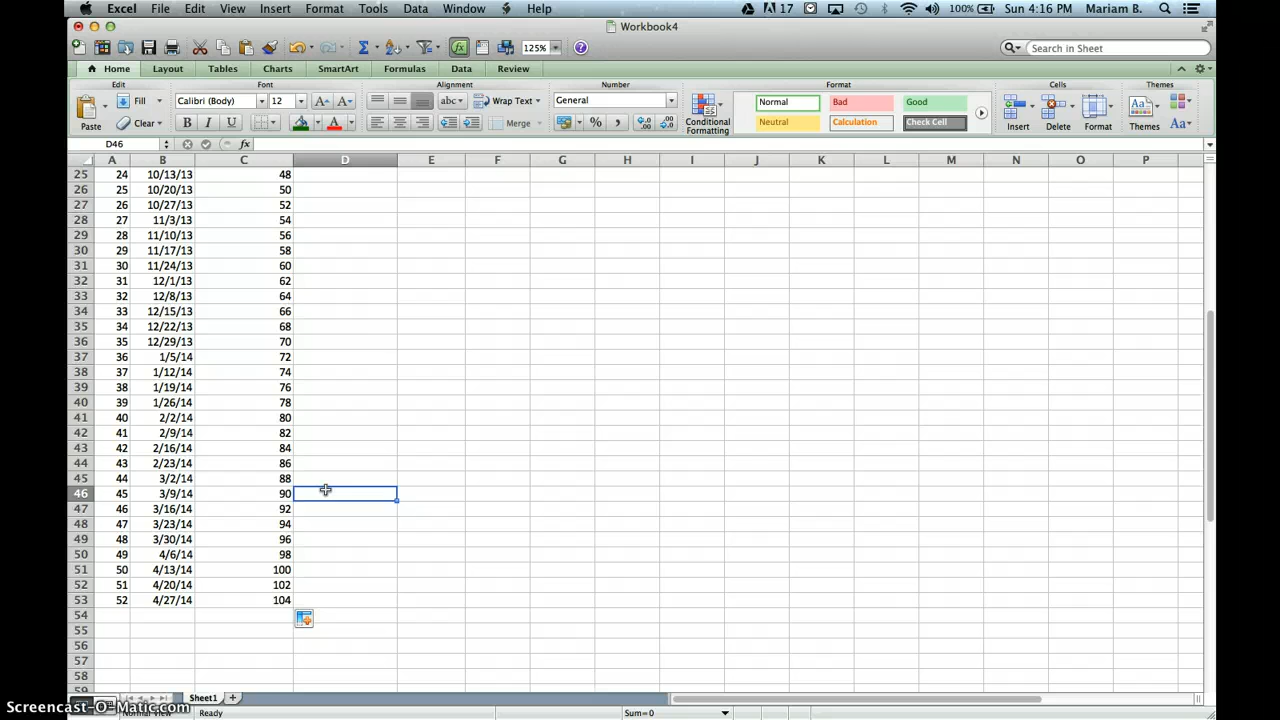 Excel File Edit View Insert Format Tools Data Window Help 17 100% Sun 4:16 PM Mariam B.
Workbook4
125% Search in Sheet
Home Layout Tables Charts SmartArt Formulas Data Review
Edit Font Alignment Number Format Cells Themes
Paste Fill Calibri (Body) 12 A A abc Wrap Text General Conditional Formatting Normal Bad Good Insert Delete Format Themes Aa
Clear B I U A Merge % , Neutral Calculation Check Cell
D46 fx
A B C D E F G H I J K L M N O P
25 24 10/13/13 48
26 25 10/20/13 50
27 26 10/27/13 52
28 27 11/3/13 54
29 28 11/10/13 56
30 29 11/17/13 58
31 30 11/24/13 60
32 31 12/1/13 62
33 32 12/8/13 64
34 33 12/15/13 66
35 34 12/22/13 68
36 35 12/29/13 70
37 36 1/5/14 72
38 37 1/12/14 74
39 38 1/19/14 76
40 39 1/26/14 78
41 40 2/2/14 80
42 41 2/9/14 82
43 42 2/16/14 84
44 43 2/23/14 86
45 44 3/2/14 88
46 45 3/9/14 90
47 46 3/16/14 92
48 47 3/23/14 94
49 48 3/30/14 96
50 49 4/6/14 98
51 50 4/13/14 100
52 51 4/20/14 102
53 52 4/27/14 104
54
55
56
57
58
59
Sheet1 +
Screencast-O-Matic.com
Normal View Ready Sum=0